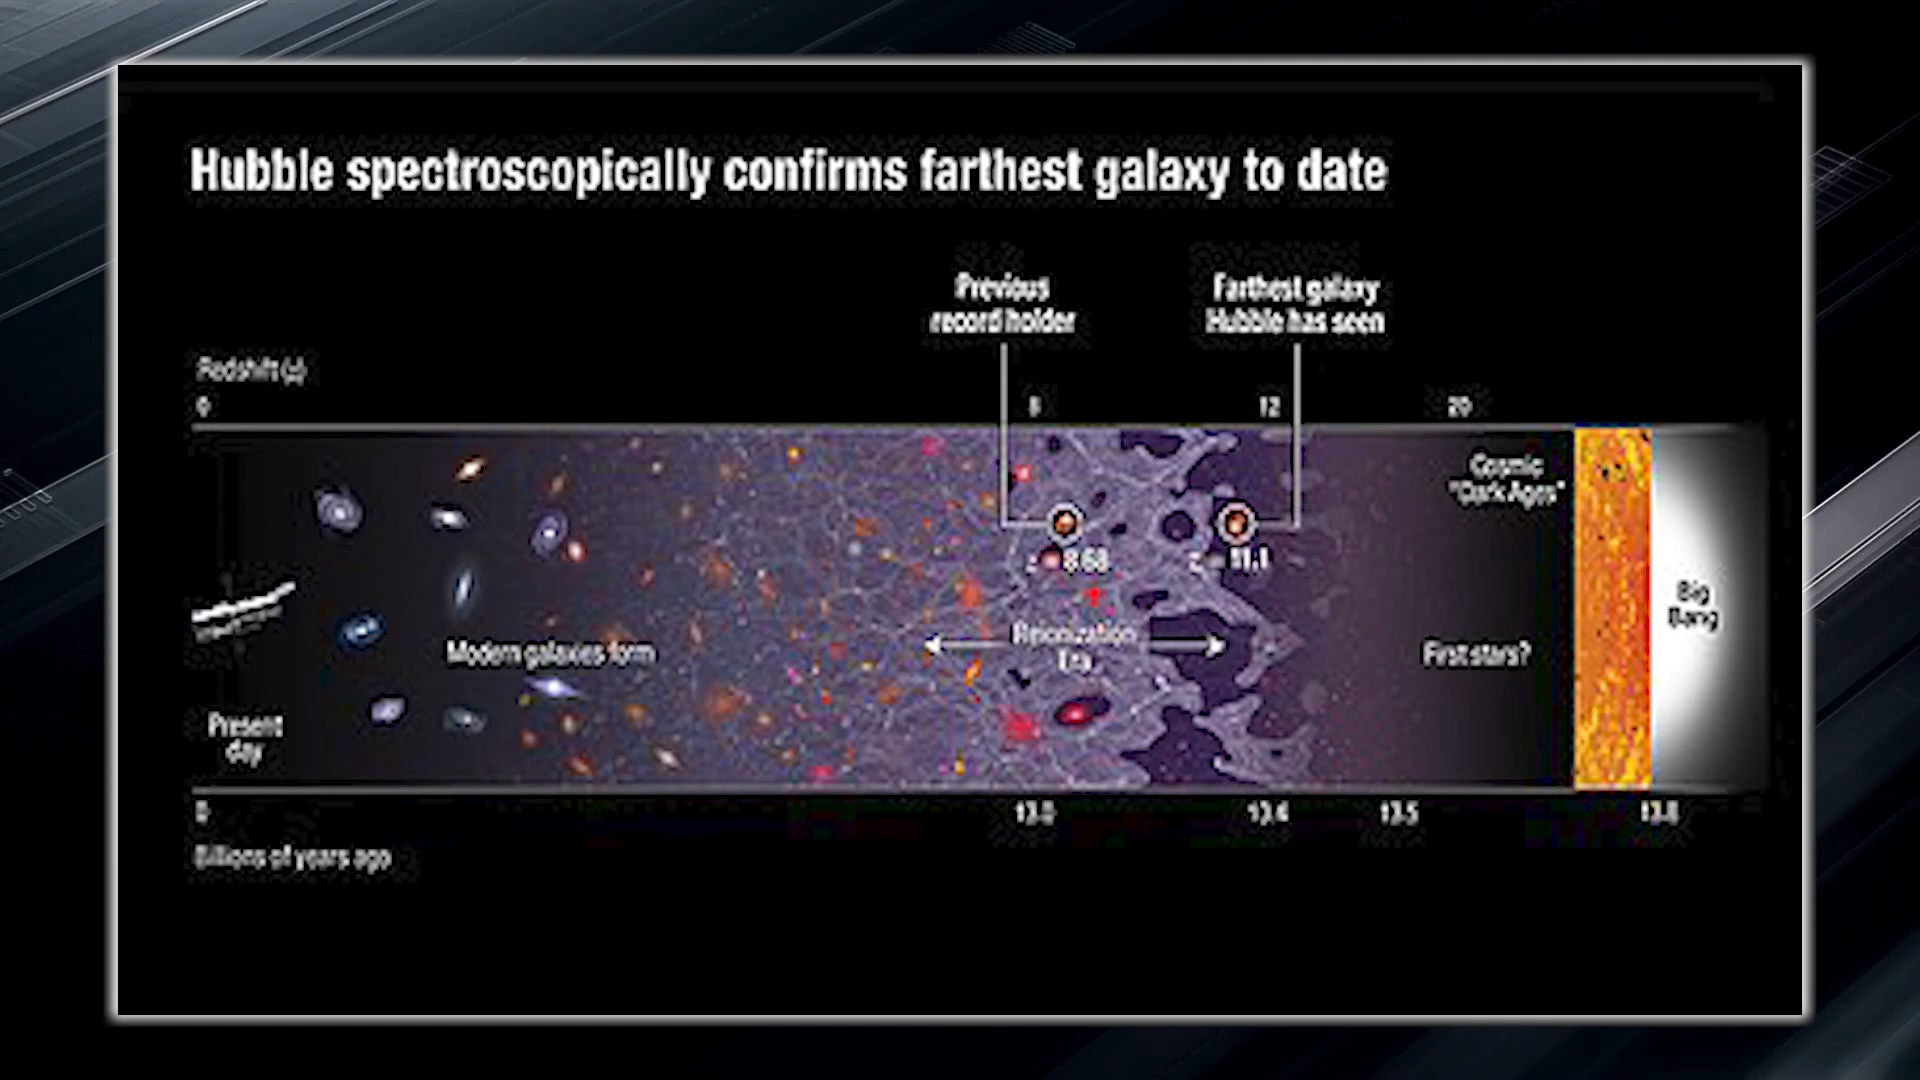 Hubble spectroscopically confirms farthest galaxy to date
Previous
record holder
Farthest galaxy
Hubble has seen
Redshift (z)
0
8
12
20
Cosmic
"Dark Ages"
z = 8.68
z = 11.1
Big
Bang
Reionization
Era
Modern galaxies form
First stars?
Present
day
0
13.0
13.4
13.5
13.8
Billions of years ago